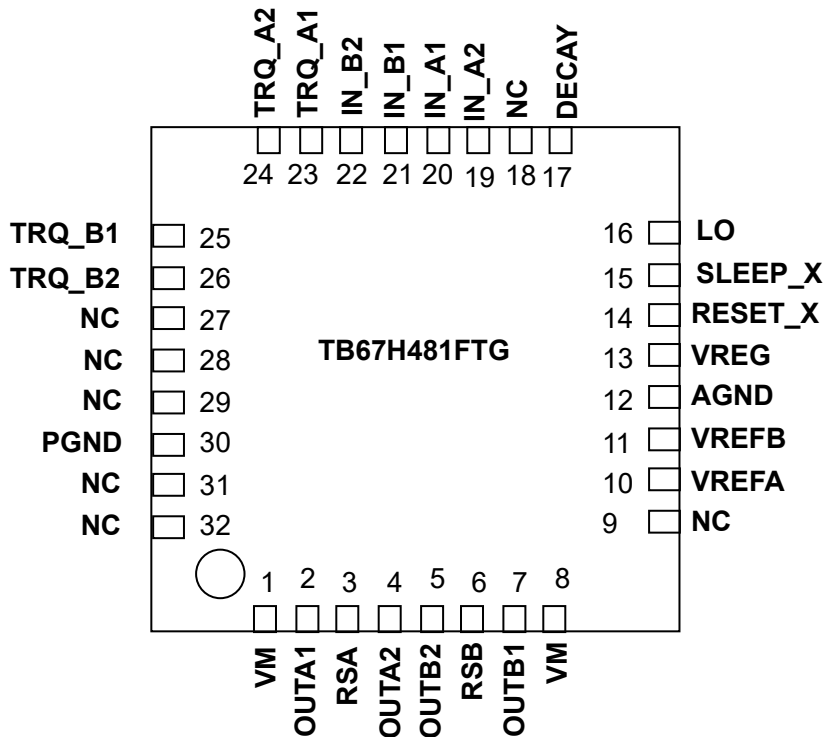 TRQ_A2
TRQ_A1
IN_B2
IN_B1
IN_A1
IN_A2
NC
DECAY
24 23 22 21 20 19 18 17
TRQ_B1 25
TRQ_B2 26
NC 27
NC 28
NC 29
PGND 30
NC 31
NC 32
TB67H481FTG
16 LO
15 SLEEP_X
14 RESET_X
13 VREG
12 AGND
11 VREFB
10 VREFA
9 NC
1 2 3 4 5 6 7 8
VM
OUTA1
RSA
OUTA2
OUTB2
RSB
OUTB1
VM